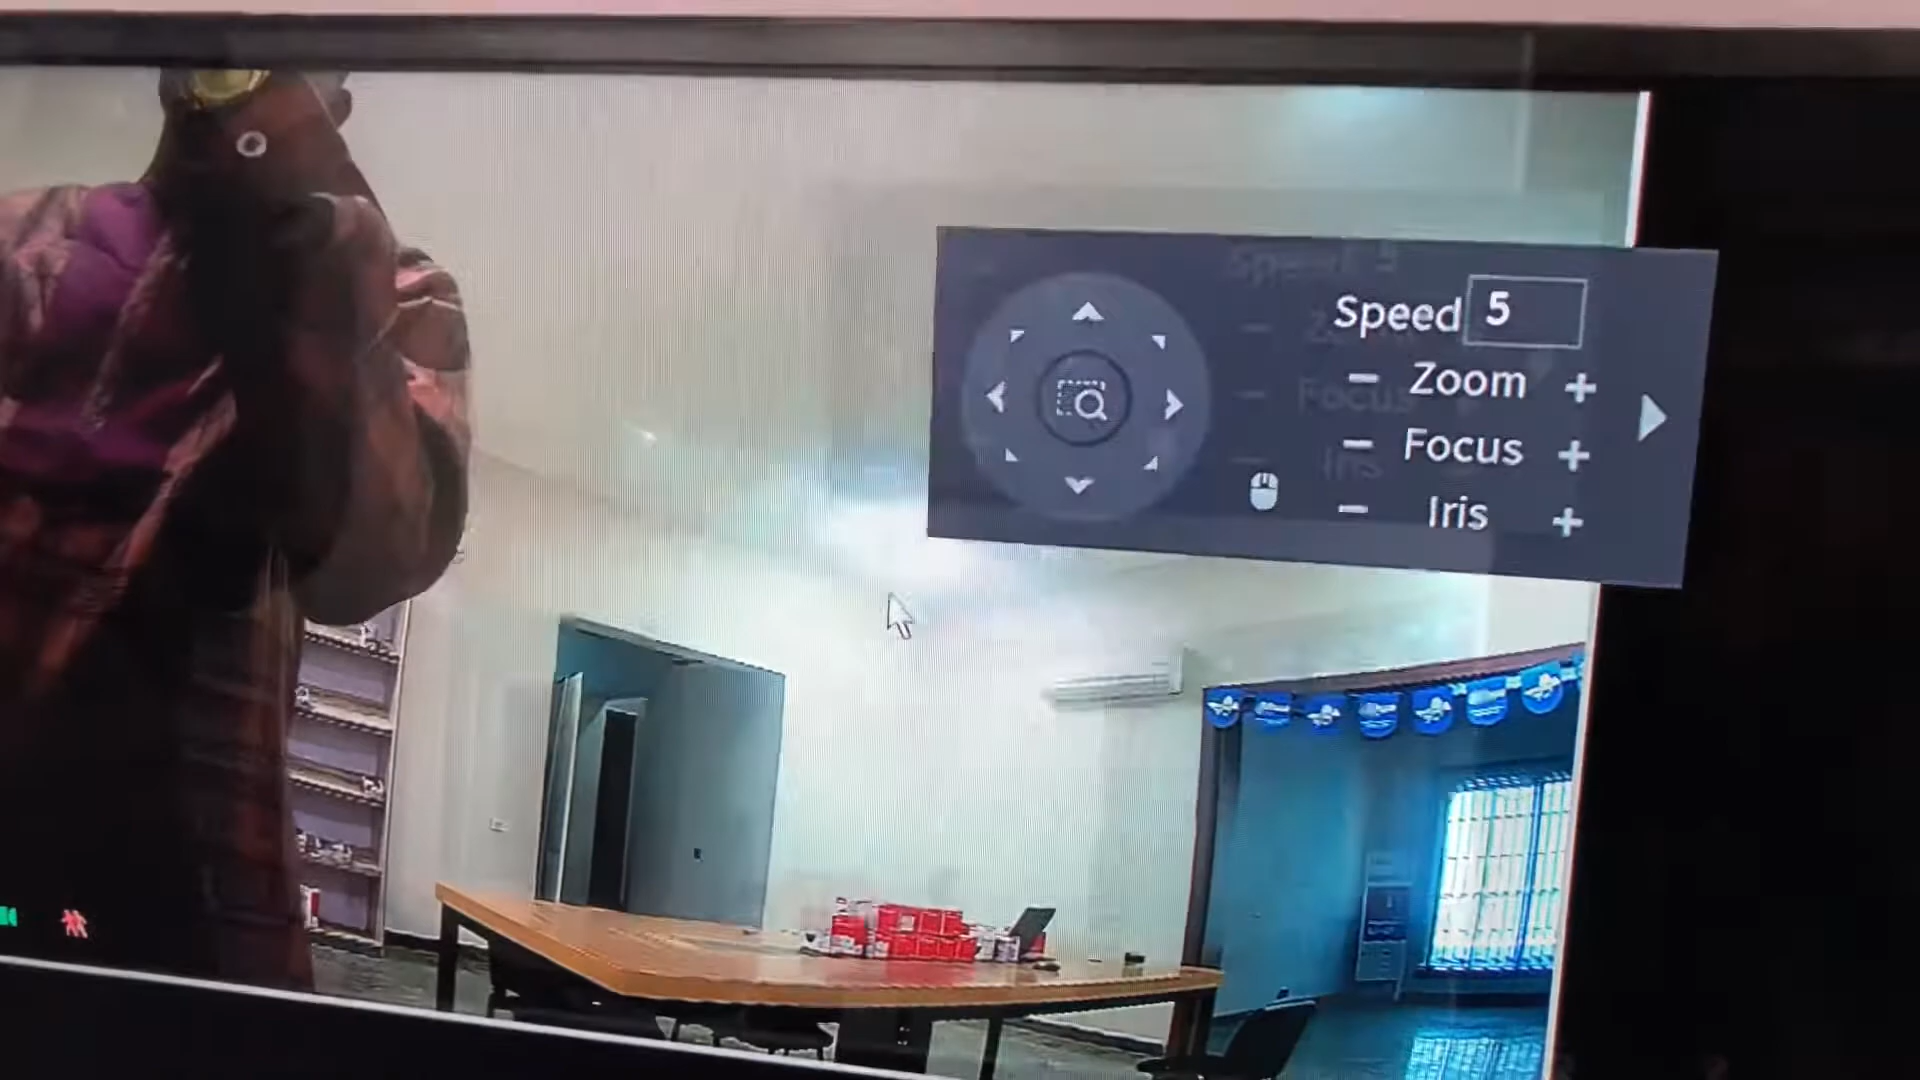 Speed 5
- Zoom +
- Focus +
- Iris +